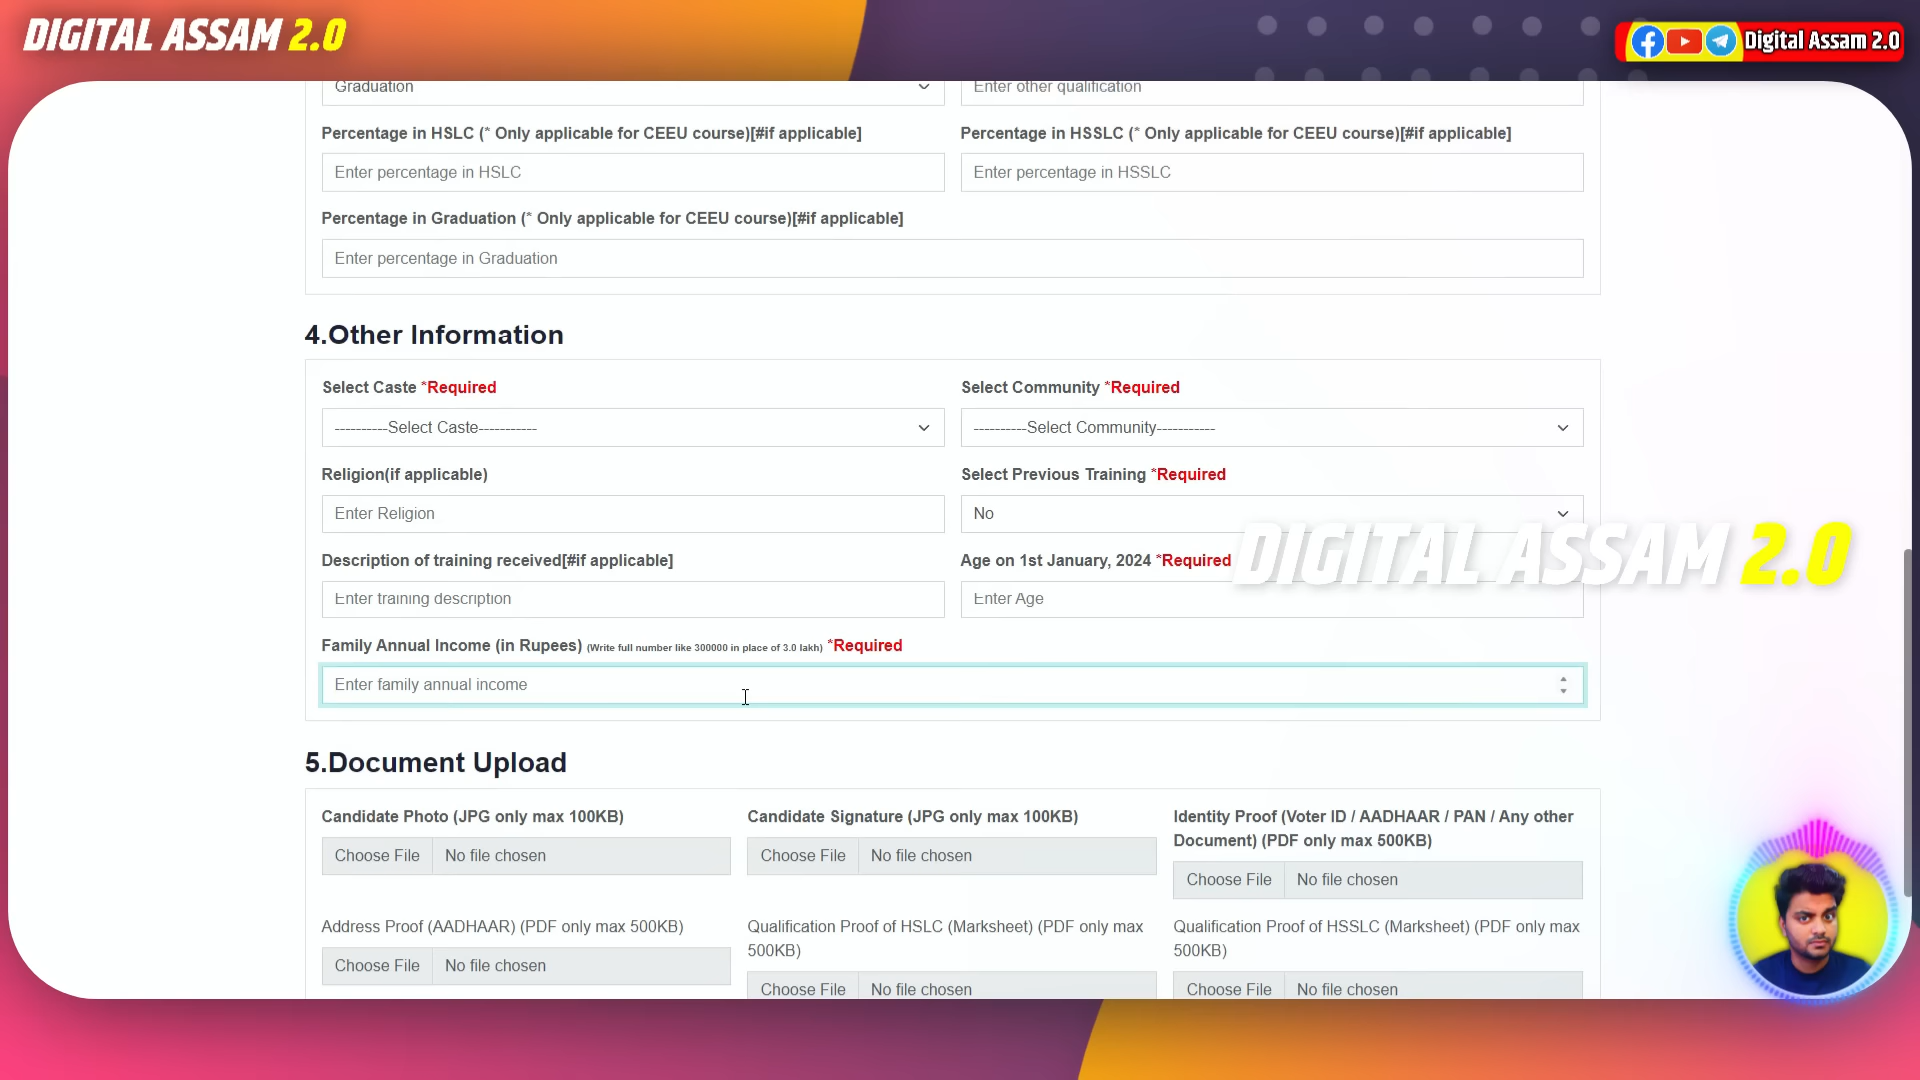 DIGITAL ASSAM 2.0
Digital Assam 2.0
Graduation
Enter other qualification
Percentage in HSLC (* Only applicable for CEEU course)[#if applicable]
Percentage in HSSLC (* Only applicable for CEEU course)[#if applicable]
Enter percentage in HSLC
Enter percentage in HSSLC
Percentage in Graduation (* Only applicable for CEEU course)[#if applicable]
Enter percentage in Graduation
4.Other Information
Select Caste *Required
Select Community *Required
----------Select Caste-----------
----------Select Community-----------
Religion(if applicable)
Select Previous Training *Required
Enter Religion
No
Description of training received[#if applicable]
Age on 1st January, 2024 *Required
DIGITAL ASSAM 2.0
Enter training description
Enter Age
Family Annual Income (in Rupees) (Write full number like 300000 in place of 3.0 lakh) *Required
Enter family annual income
5.Document Upload
Candidate Photo (JPG only max 100KB)
Choose File No file chosen
Candidate Signature (JPG only max 100KB)
Choose File No file chosen
Identity Proof (Voter ID / AADHAAR / PAN / Any other
Document) (PDF only max 500KB)
Choose File No file chosen
Address Proof (AADHAAR) (PDF only max 500KB)
Choose File No file chosen
Qualification Proof of HSLC (Marksheet) (PDF only max
500KB)
Choose File No file chosen
Qualification Proof of HSSLC (Marksheet) (PDF only max
500KB)
Choose File No file chosen